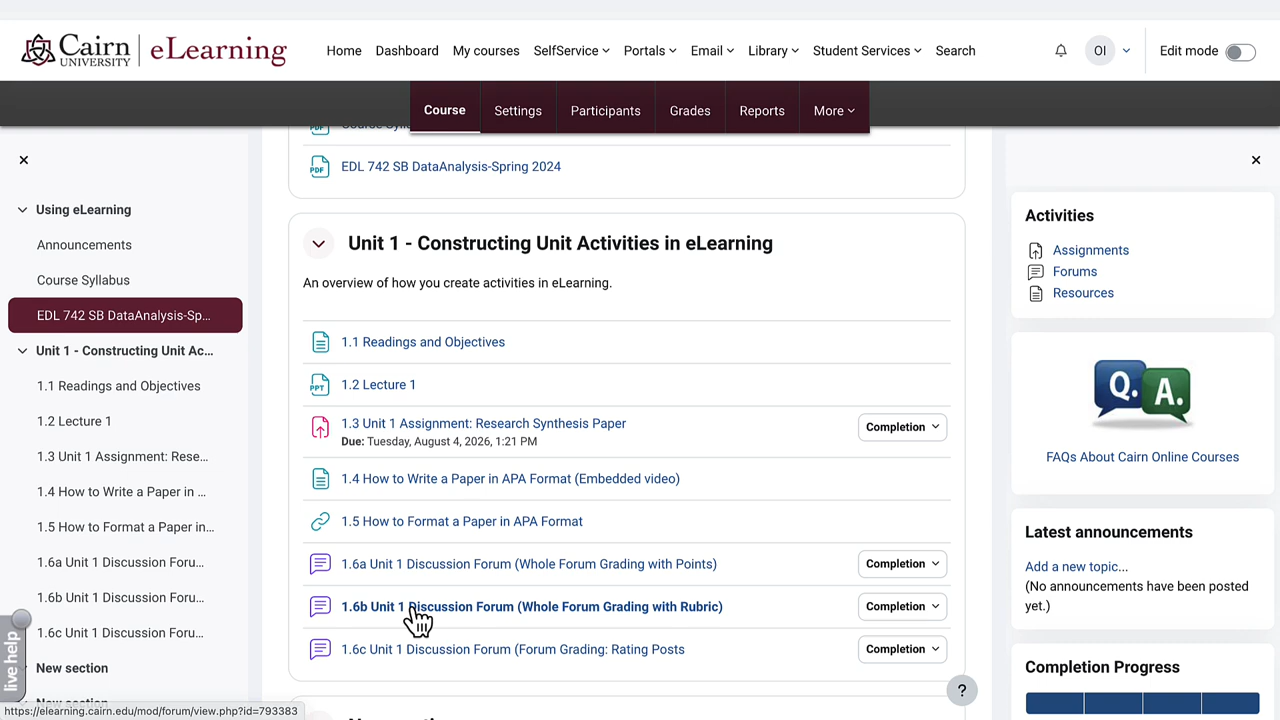 Cairn UNIVERSITY eLearning
Home Dashboard My courses SelfService Portals Email Library Student Services Search OI Edit mode
Course Settings Participants Grades Reports More
PDF
PDF EDL 742 SB DataAnalysis-Spring 2024
Using eLearning
Announcements
Course Syllabus
EDL 742 SB DataAnalysis-Sp...
Unit 1 - Constructing Unit Ac...
1.1 Readings and Objectives
1.2 Lecture 1
1.3 Unit 1 Assignment: Rese...
1.4 How to Write a Paper in ...
1.5 How to Format a Paper in...
1.6a Unit 1 Discussion Foru...
1.6b Unit 1 Discussion Foru...
1.6c Unit 1 Discussion Foru...
New section
live help
https://elearning.cairn.edu/mod/forum/view.php?id=793383
Unit 1 - Constructing Unit Activities in eLearning
An overview of how you create activities in eLearning.
1.1 Readings and Objectives
PPT 1.2 Lecture 1
1.3 Unit 1 Assignment: Research Synthesis Paper Completion
Due: Tuesday, August 4, 2026, 1:21 PM
1.4 How to Write a Paper in APA Format (Embedded video)
1.5 How to Format a Paper in APA Format
1.6a Unit 1 Discussion Forum (Whole Forum Grading with Points) Completion
1.6b Unit 1 Discussion Forum (Whole Forum Grading with Rubric) Completion
1.6c Unit 1 Discussion Forum (Forum Grading: Rating Posts Completion
?
Activities
Assignments
Forums
Resources
Q. A.
FAQs About Cairn Online Courses
Latest announcements
Add a new topic...
(No announcements have been posted
yet.)
Completion Progress